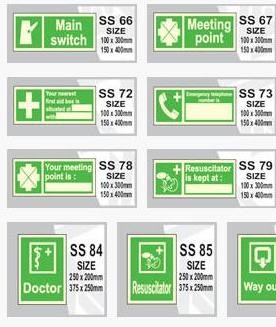 Main
switch
SS 66
SIZE
100 x 300mm
150 x 400mm
Meeting
point
SS 67
SIZE
100 x 300mm
150 x 400mm
Your nearest
first aid box is
situated at
with
SS 72
SIZE
100 x 300mm
150 x 400mm
Emergency telephone
number is
SS 73
SIZE
100 x 300mm
150 x 400mm
Your meeting
point is :
SS 78
SIZE
100 x 300mm
150 x 400mm
Resuscitator
is kept at :
SS 79
SIZE
100 x 300mm
150 x 400mm
Doctor
SS 84
SIZE
250 x 200mm
375 x 250mm
Resuscitator
SS 85
SIZE
250 x 200mm
375 x 250mm
Way ou